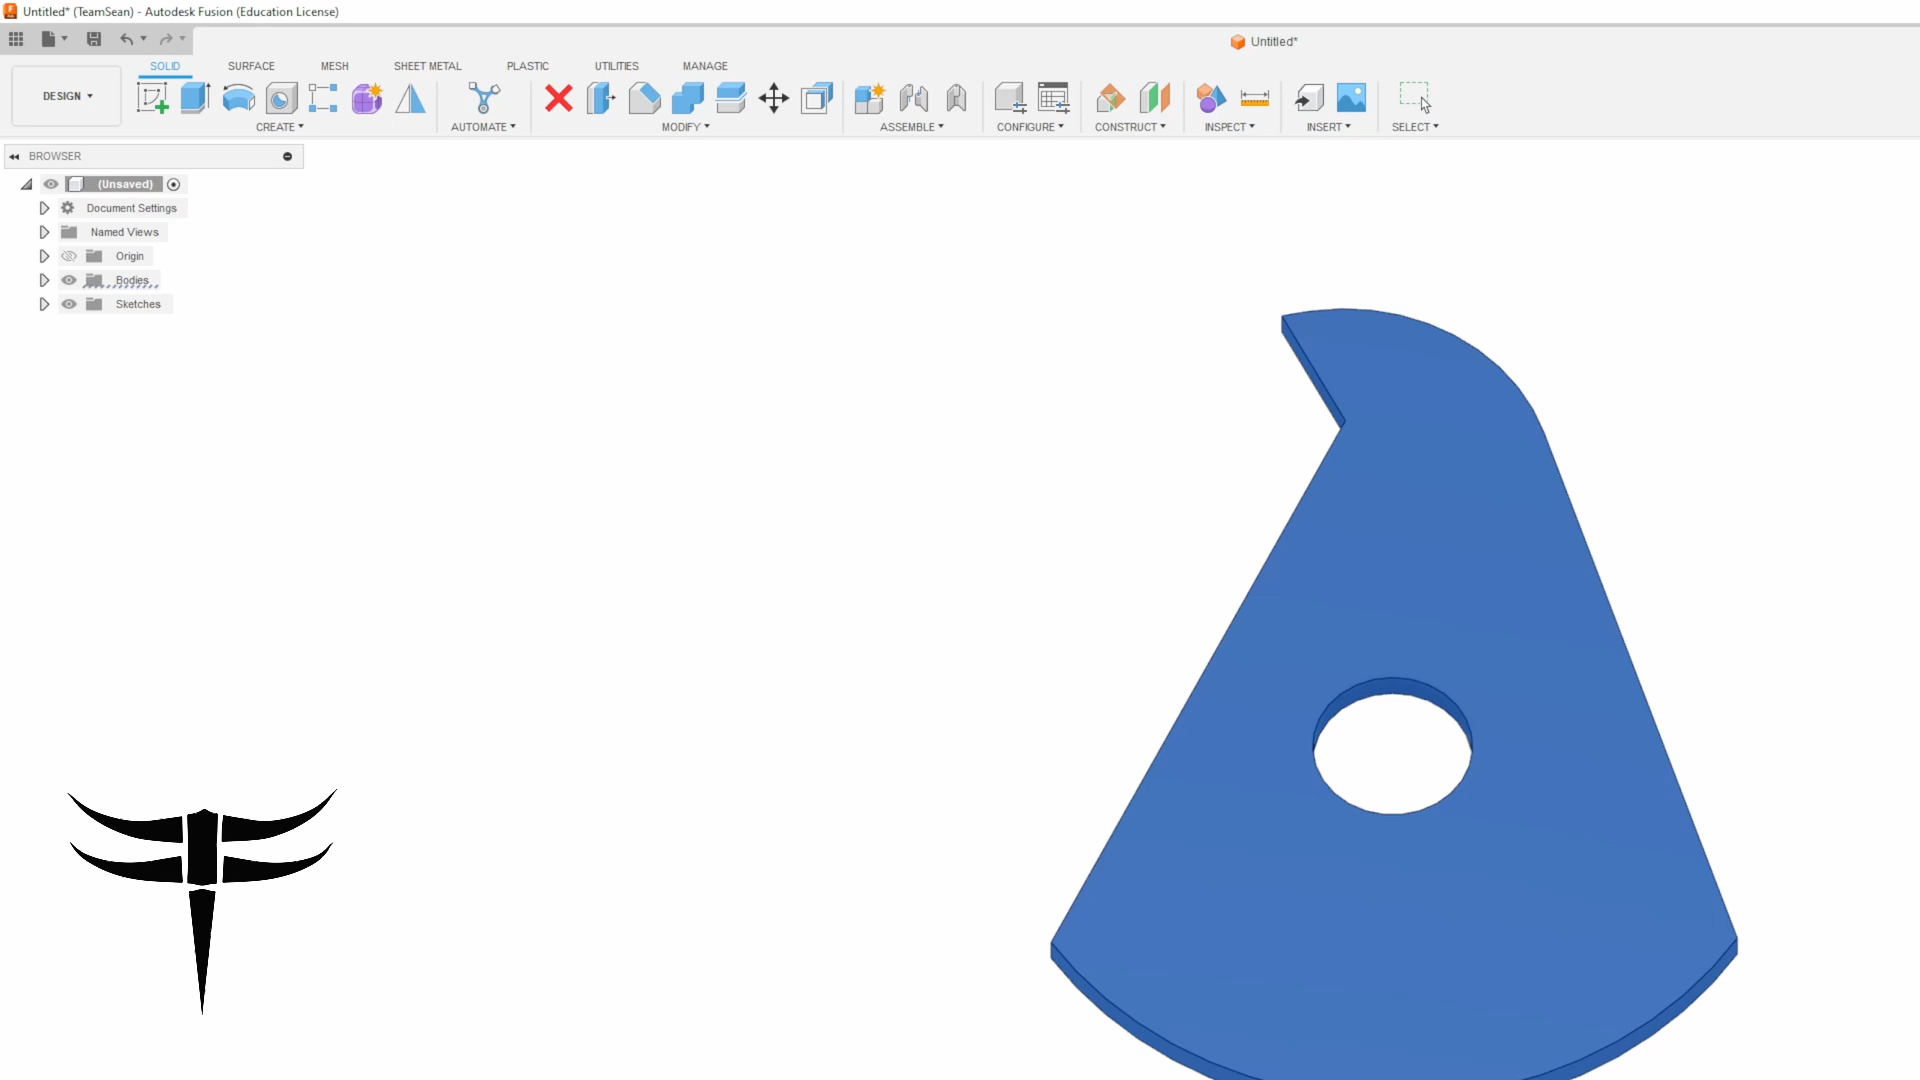 Untitled* (TeamSean) - Autodesk Fusion (Education License)
Untitled*
SOLID SURFACE MESH SHEET METAL PLASTIC UTILITIES MANAGE
DESIGN
CREATE AUTOMATE MODIFY ASSEMBLE CONFIGURE CONSTRUCT INSPECT INSERT SELECT
BROWSER
(Unsaved)
Document Settings
Named Views
Origin
Bodies
Sketches